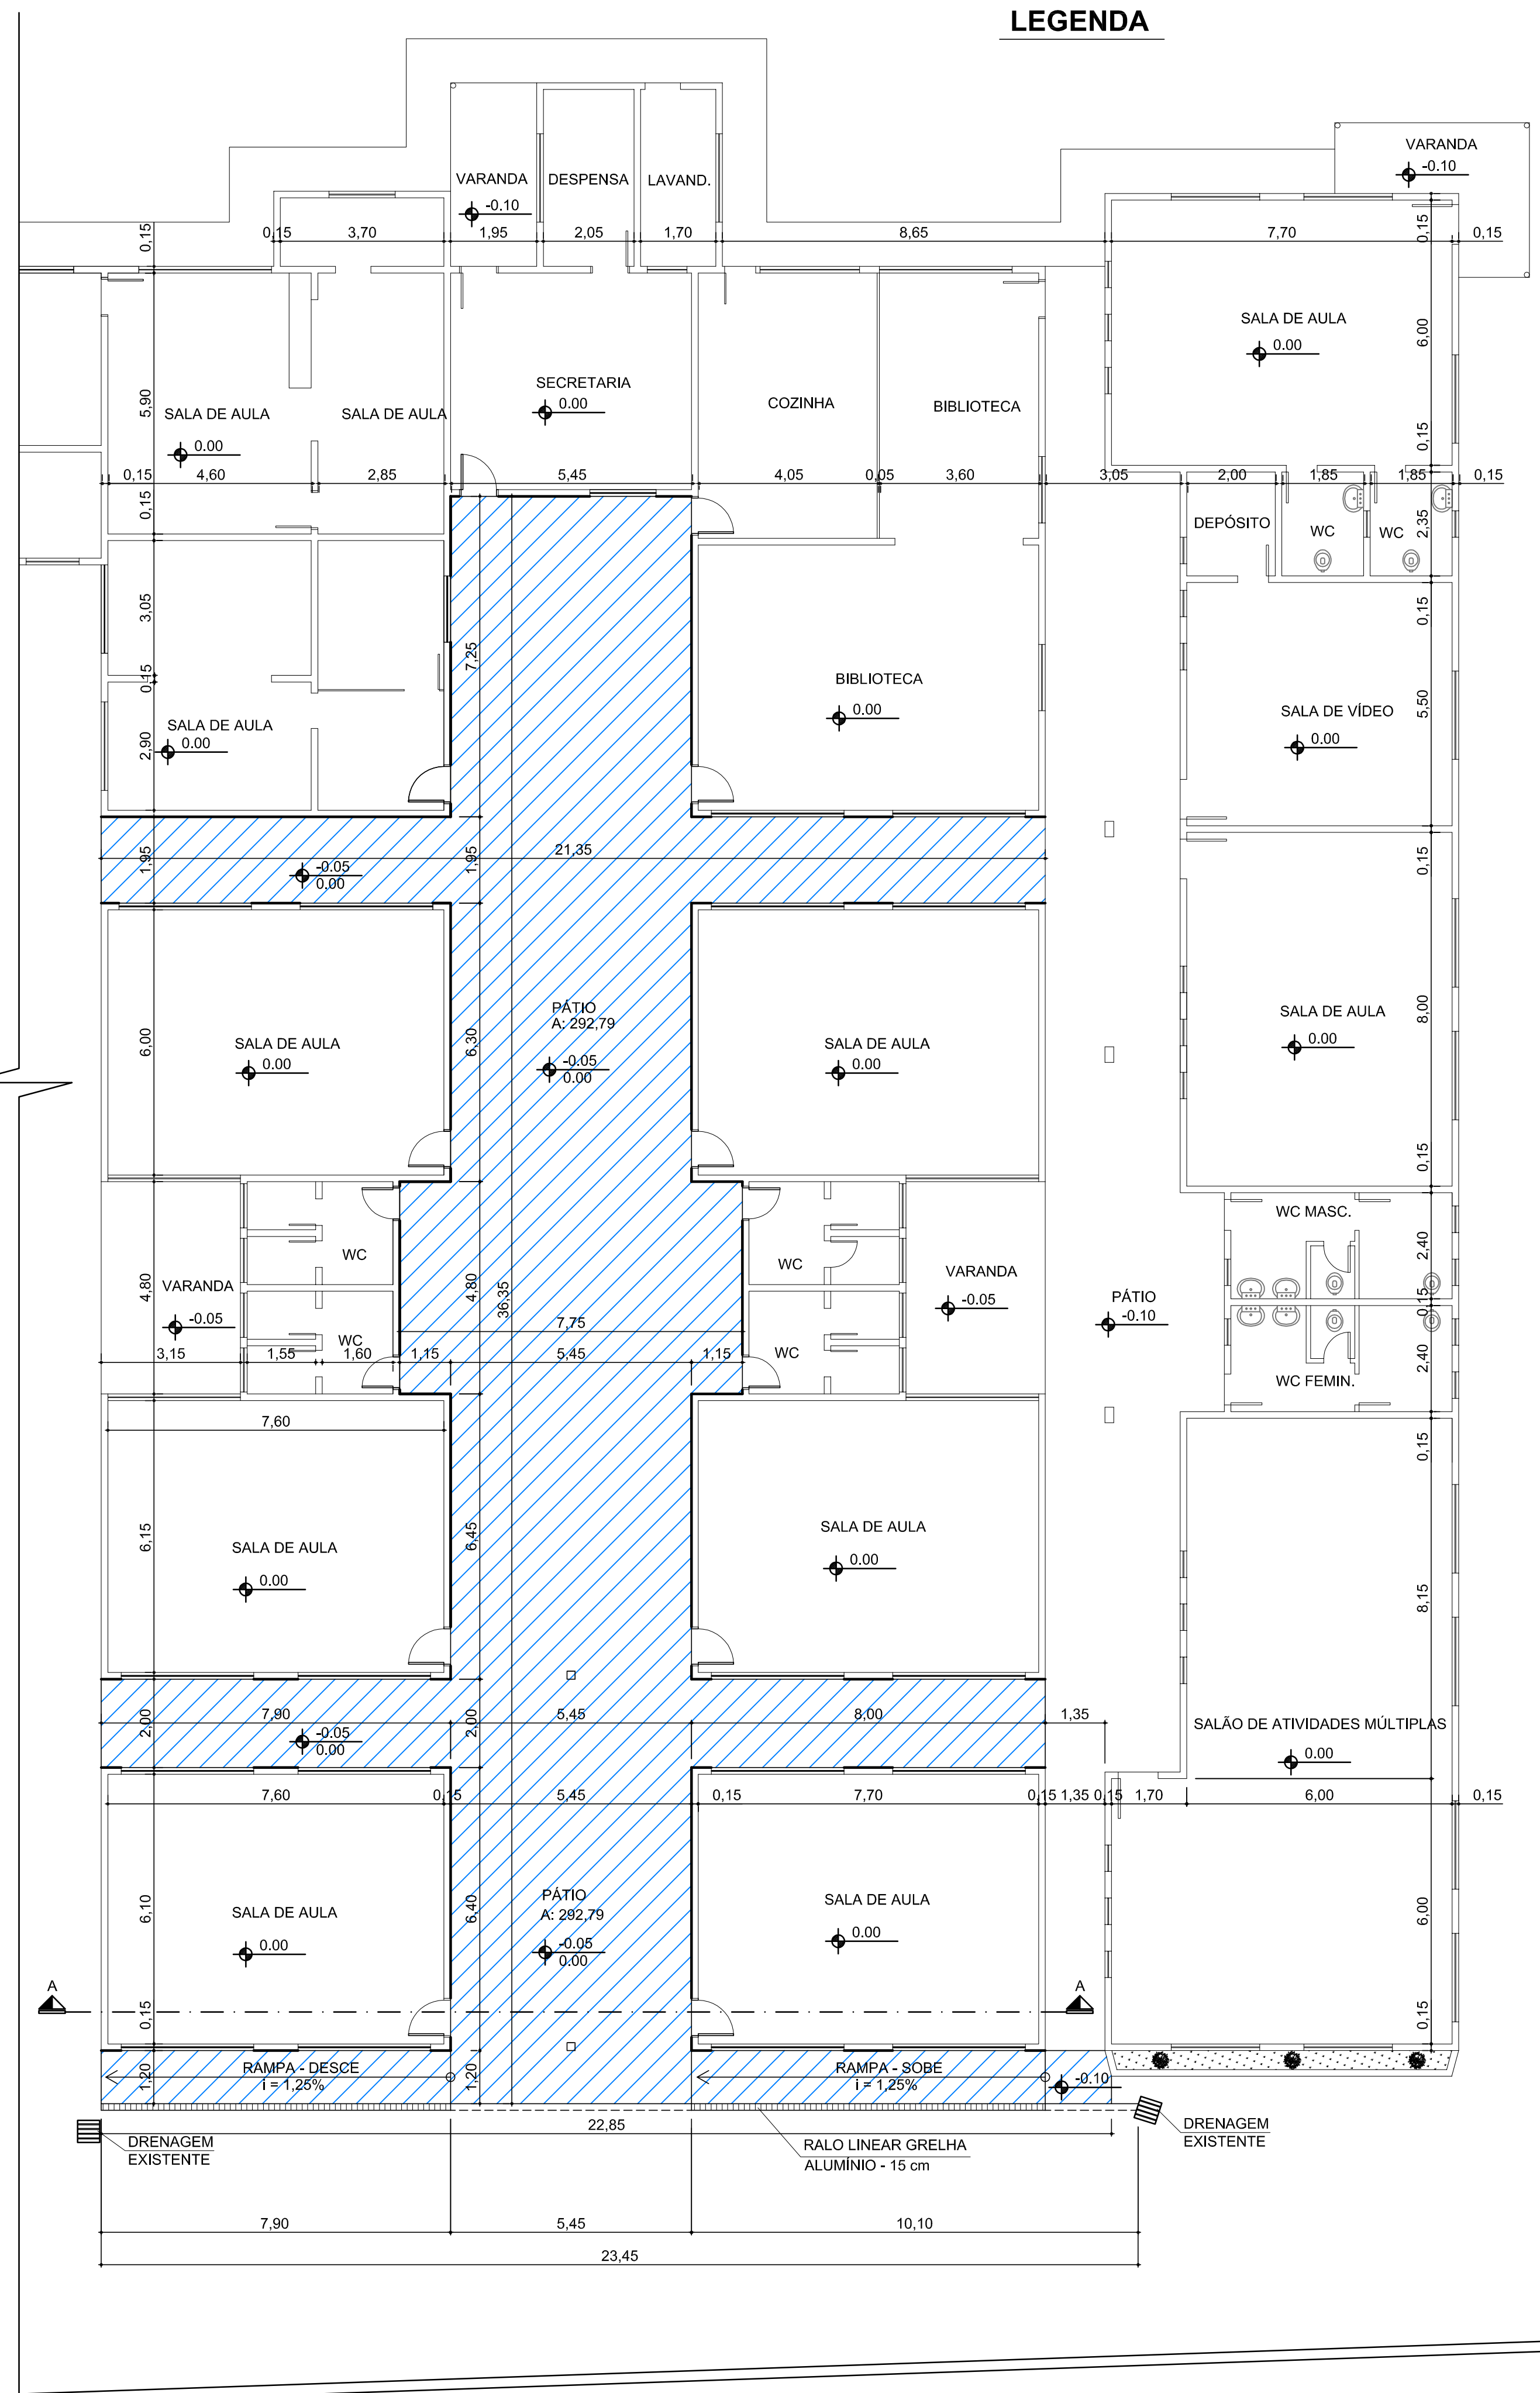 LEGENDA
VARANDA
-0.10
VARANDA
DESPENSA
LAVAND.
-0.10
0,15
0,15
3,70
1,95
2,05
1,70
8,65
7,70
0,15
0,15
SALA DE AULA
0.00
6,00
SECRETARIA
0.00
COZINHA
BIBLIOTECA
5,90
SALA DE AULA
SALA DE AULA
0.00
0,15
0,15
4,60
2,85
5,45
4,05
0,05
3,60
3,05
2,00
1,85
1,85
0,15
0,15
DEPÓSITO
WC
WC
2,35
3,05
0,15
7,25
BIBLIOTECA
0.00
0,15
SALA DE AULA
0.00
2,90
SALA DE VÍDEO
0.00
5,50
1,95
1,95
21,35
-0.05
0.00
0,15
PÁTIO
A: 292,79
-0.05
0.00
6,00
SALA DE AULA
0.00
6,30
SALA DE AULA
0.00
SALA DE AULA
0.00
8,00
0,15
WC MASC.
2,40
WC
WC
VARANDA
-0.05
4,80
4,80
36,35
VARANDA
-0.05
PÁTIO
-0.10
0,15
7,75
WC
WC
3,15
1,55
1,60
1,15
5,45
1,15
2,40
WC FEMIN.
7,60
0,15
6,15
SALA DE AULA
0.00
6,45
SALA DE AULA
0.00
8,15
2,00
7,90
2,00
5,45
8,00
1,35
-0.05
0.00
SALÃO DE ATIVIDADES MÚLTIPLAS
0.00
7,60
0,15
5,45
0,15
7,70
0,15
1,35
0,15
1,70
6,00
0,15
6,10
SALA DE AULA
0.00
6,40
PÁTIO
A: 292,79
-0.05
0.00
SALA DE AULA
0.00
6,00
A
A
0,15
0,15
1,20
RAMPA - DESCE
i = 1,25%
1,20
RAMPA - SOBE
i = 1,25%
-0.10
22,85
DRENAGEM
EXISTENTE
RALO LINEAR GRELHA
ALUMÍNIO - 15 cm
DRENAGEM
EXISTENTE
7,90
5,45
10,10
23,45